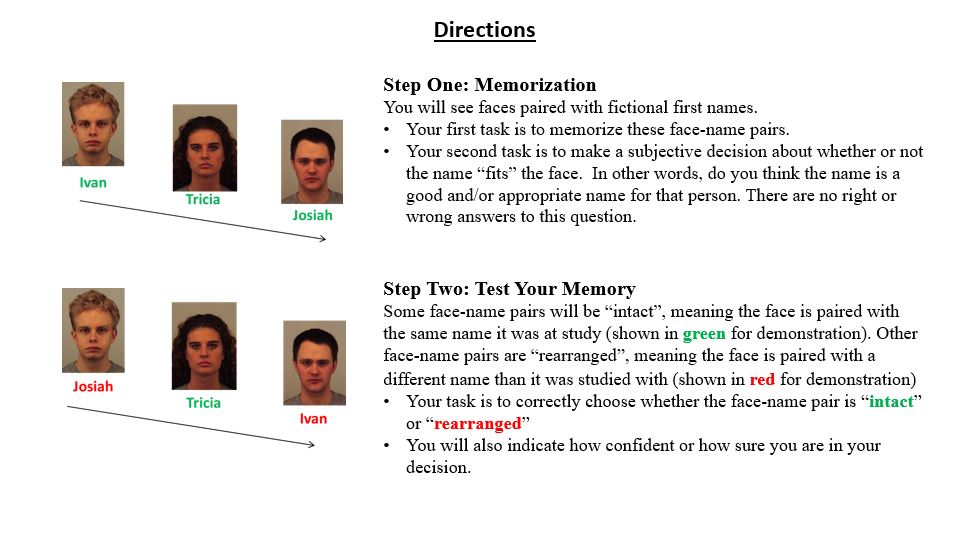 Directions
Step One: Memorization
You will see faces paired with fictional first names.
• Your first task is to memorize these face-name pairs.
• Your second task is to make a subjective decision about whether or not
the name “fits” the face.  In other words, do you think the name is a
good and/or appropriate name for that person. There are no right or
wrong answers to this question.
Ivan
Tricia
Josiah
Step Two: Test Your Memory
Some face-name pairs will be “intact”, meaning the face is paired with
the same name it was at study (shown in green for demonstration). Other
face-name pairs are “rearranged”, meaning the face is paired with a
different name than it was studied with (shown in red for demonstration)
• Your task is to correctly choose whether the face-name pair is “intact”
or “rearranged”
• You will also indicate how confident or how sure you are in your
decision.
Josiah
Tricia
Ivan